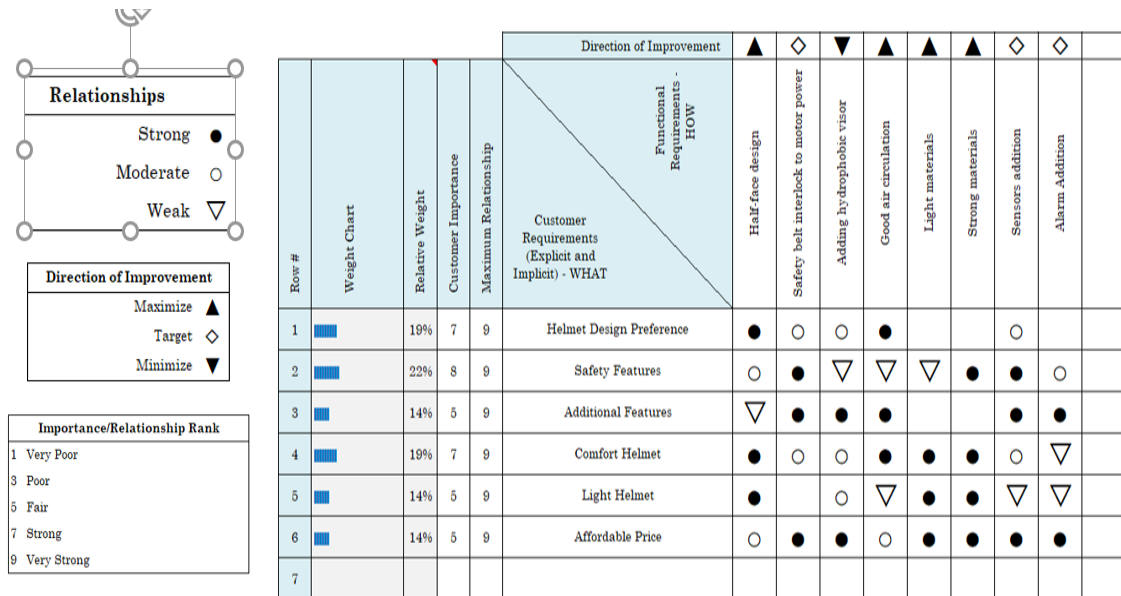 Relationships
Strong ●
Moderate ○
Weak ▽
Direction of Improvement
Maximize ▲
Target ◇
Minimize ▼
Importance/Relationship Rank
1 Very Poor
3 Poor
5 Fair
7 Strong
9 Very Strong
Direction of Improvement ▲ ◇ ▼ ▲ ▲ ▲ ◇ ◇
Row #
Weight Chart
Relative Weight
Customer Importance
Maximum Relationship
Functional
Requirements -
HOW
Customer
Requirements
(Explicit and
Implicit) - WHAT
Half-face design
Safety belt interlock to motor power
Adding hydrophobic visor
Good air circulation
Light materials
Strong materials
Sensors addition
Alarm Addition
1 19% 7 9 Helmet Design Preference ● ○ ○ ● ○
2 22% 8 9 Safety Features ○ ● ▽ ▽ ▽ ● ● ○
3 14% 5 9 Additional Features ▽ ● ● ● ● ●
4 19% 7 9 Comfort Helmet ● ○ ○ ● ● ● ○ ▽
5 14% 5 9 Light Helmet ● ○ ▽ ● ● ▽ ▽
6 14% 5 9 Affordable Price ○ ● ● ○ ● ● ● ●
7